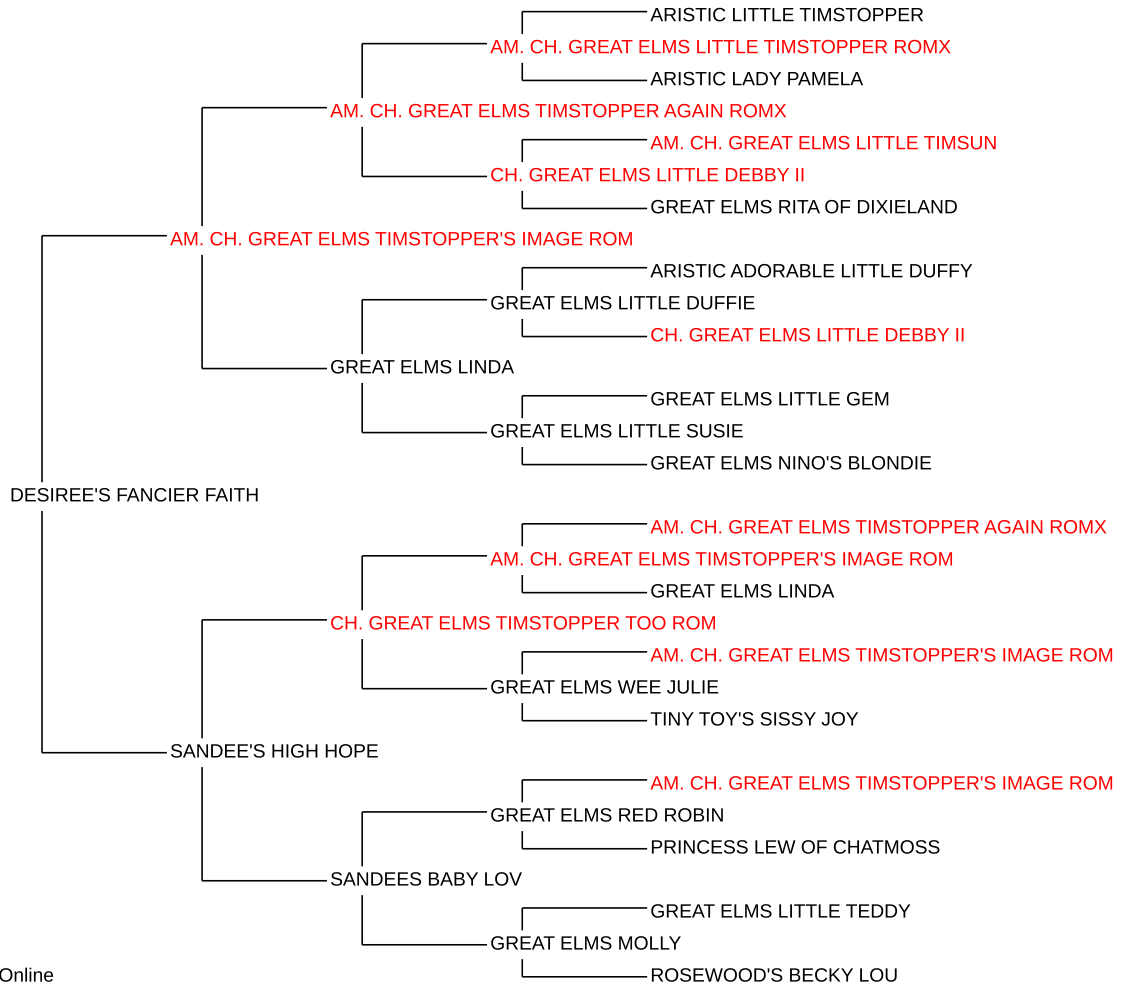 ARISTIC LITTLE TIMSTOPPER
AM. CH. GREAT ELMS LITTLE TIMSTOPPER ROMX
ARISTIC LADY PAMELA
AM. CH. GREAT ELMS TIMSTOPPER AGAIN ROMX
AM. CH. GREAT ELMS LITTLE TIMSUN
CH. GREAT ELMS LITTLE DEBBY II
GREAT ELMS RITA OF DIXIELAND
AM. CH. GREAT ELMS TIMSTOPPER'S IMAGE ROM
ARISTIC ADORABLE LITTLE DUFFY
GREAT ELMS LITTLE DUFFIE
CH. GREAT ELMS LITTLE DEBBY II
GREAT ELMS LINDA
GREAT ELMS LITTLE GEM
GREAT ELMS LITTLE SUSIE
GREAT ELMS NINO'S BLONDIE
DESIREE'S FANCIER FAITH
AM. CH. GREAT ELMS TIMSTOPPER AGAIN ROMX
AM. CH. GREAT ELMS TIMSTOPPER'S IMAGE ROM
GREAT ELMS LINDA
CH. GREAT ELMS TIMSTOPPER TOO ROM
AM. CH. GREAT ELMS TIMSTOPPER'S IMAGE ROM
GREAT ELMS WEE JULIE
TINY TOY'S SISSY JOY
SANDEE'S HIGH HOPE
AM. CH. GREAT ELMS TIMSTOPPER'S IMAGE ROM
GREAT ELMS RED ROBIN
PRINCESS LEW OF CHATMOSS
SANDEES BABY LOV
GREAT ELMS LITTLE TEDDY
GREAT ELMS MOLLY
ROSEWOOD'S BECKY LOU
Online